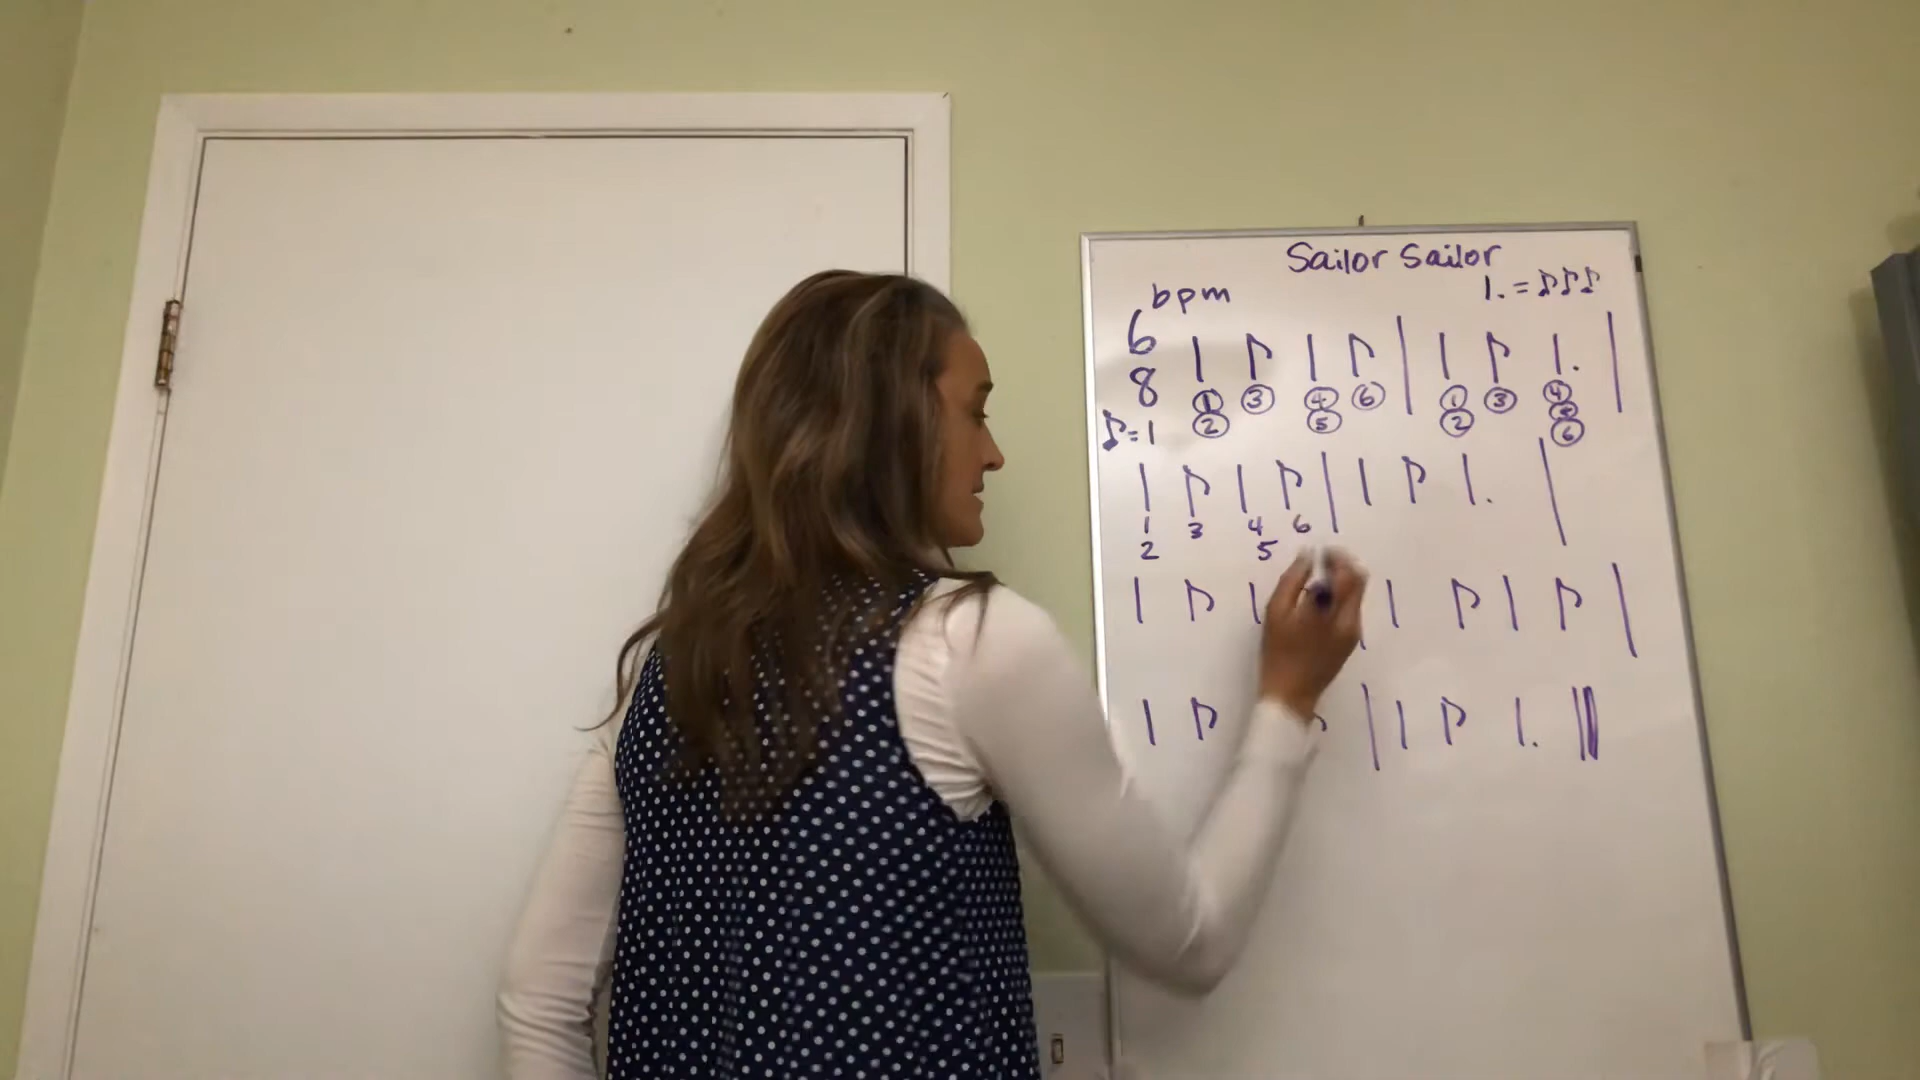 Sailor Sailor
bpm
1. = ♪♪♪
6
8
| ♪ | ♪ | | ♪ |. |
① ③ ④ ⑥ ① ③ ④
② ⑤ ② ⑥
♪=1
| ♪ | ♪ | | ♪ |. |
1 3 4 6
2 5
| ♪ | | ♪ | ♪ |
| ♪ | | ♪ |. ||